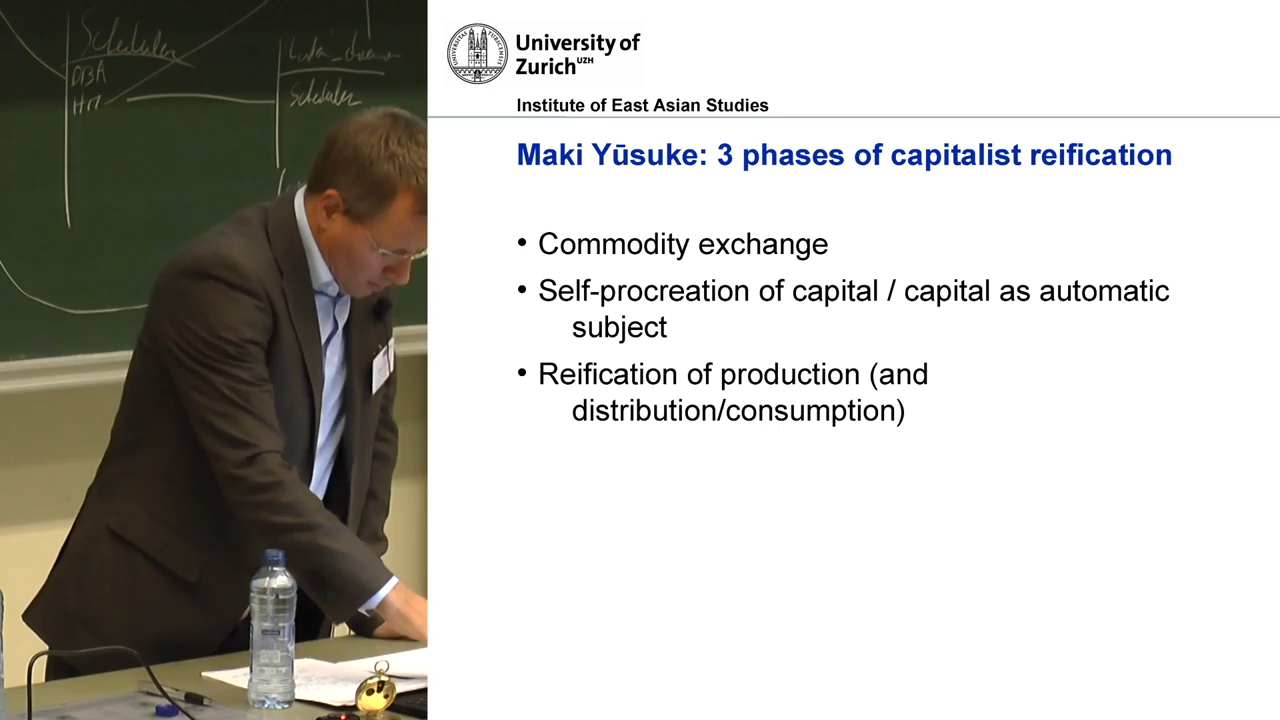 Scheduler
DBA
Scheduler
University of
Zurich UZH
Institute of East Asian Studies
Maki Yūsuke: 3 phases of capitalist reification
• Commodity exchange
• Self-procreation of capital / capital as automatic
subject
• Reification of production (and
distribution/consumption)